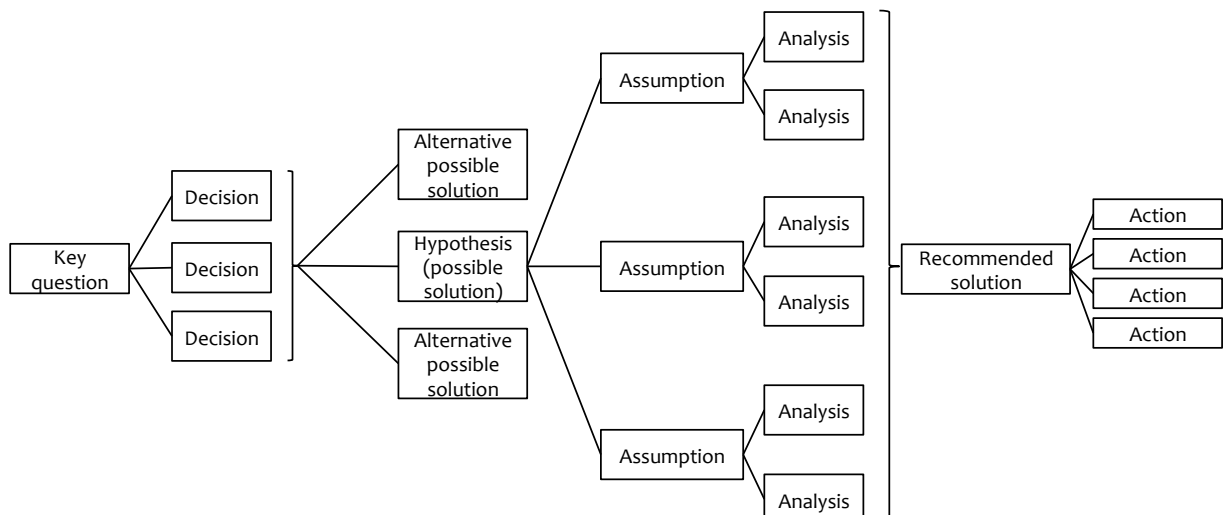 Key
question
Decision
Decision
Decision
Alternative
possible
solution
Hypothesis
(possible
solution)
Alternative
possible
solution
Assumption
Assumption
Assumption
Analysis
Analysis
Analysis
Analysis
Analysis
Analysis
Recommended
solution
Action
Action
Action
Action